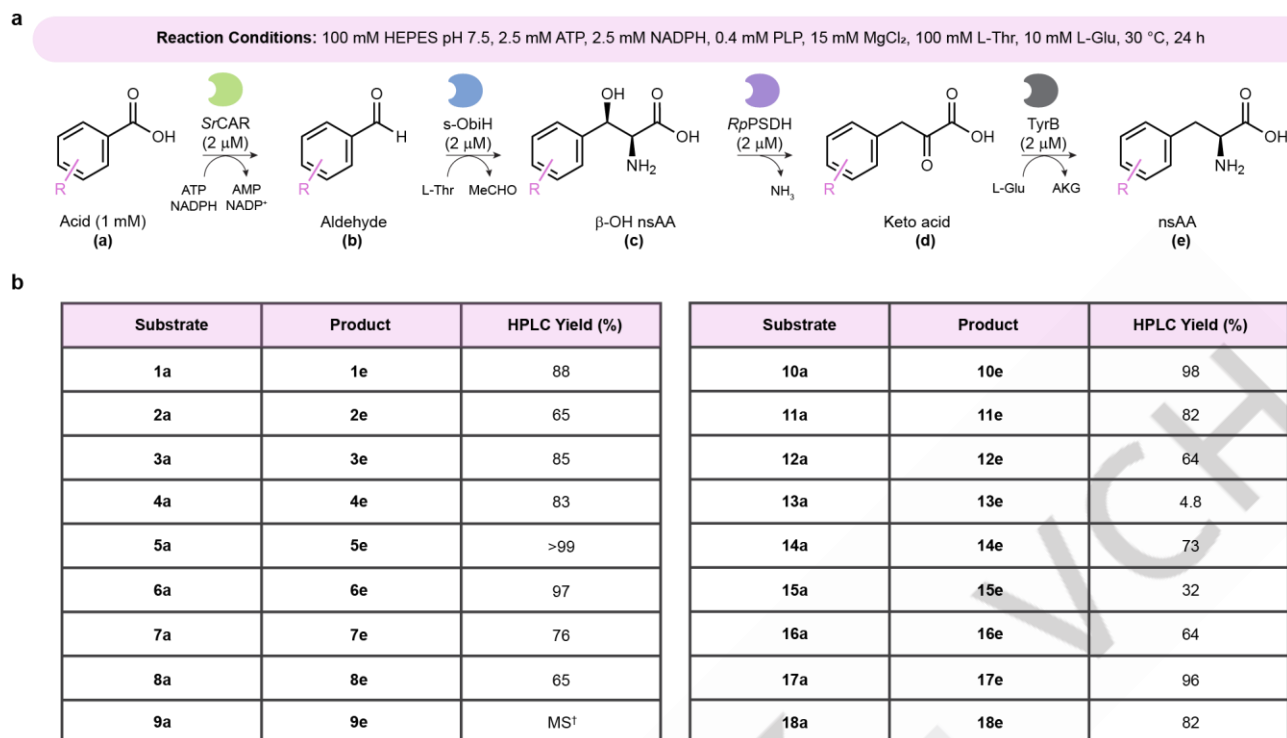 a
Reaction Conditions: 100 mM HEPES pH 7.5, 2.5 mM ATP, 2.5 mM NADPH, 0.4 mM PLP, 15 mM MgCl₂, 100 mM L-Thr, 10 mM L-Glu, 30 °C, 24 h
O
OH
R
Acid (1 mM)
(a)
SrCAR
(2 μM)
ATP
NADPH
AMP
NADP⁺
O
H
R
Aldehyde
(b)
s-ObiH
(2 μM)
L-Thr
MeCHO
OH
O
OH
NH₂
R
β-OH nsAA
(c)
RpPSDH
(2 μM)
NH₃
O
OH
O
R
Keto acid
(d)
TyrB
(2 μM)
L-Glu
AKG
O
OH
NH₂
R
nsAA
(e)
b
Substrate Product HPLC Yield (%)
1a 1e 88
2a 2e 65
3a 3e 85
4a 4e 83
5a 5e >99
6a 6e 97
7a 7e 76
8a 8e 65
9a 9e MS†
Substrate Product HPLC Yield (%)
10a 10e 98
11a 11e 82
12a 12e 64
13a 13e 4.8
14a 14e 73
15a 15e 32
16a 16e 64
17a 17e 96
18a 18e 82
VCH